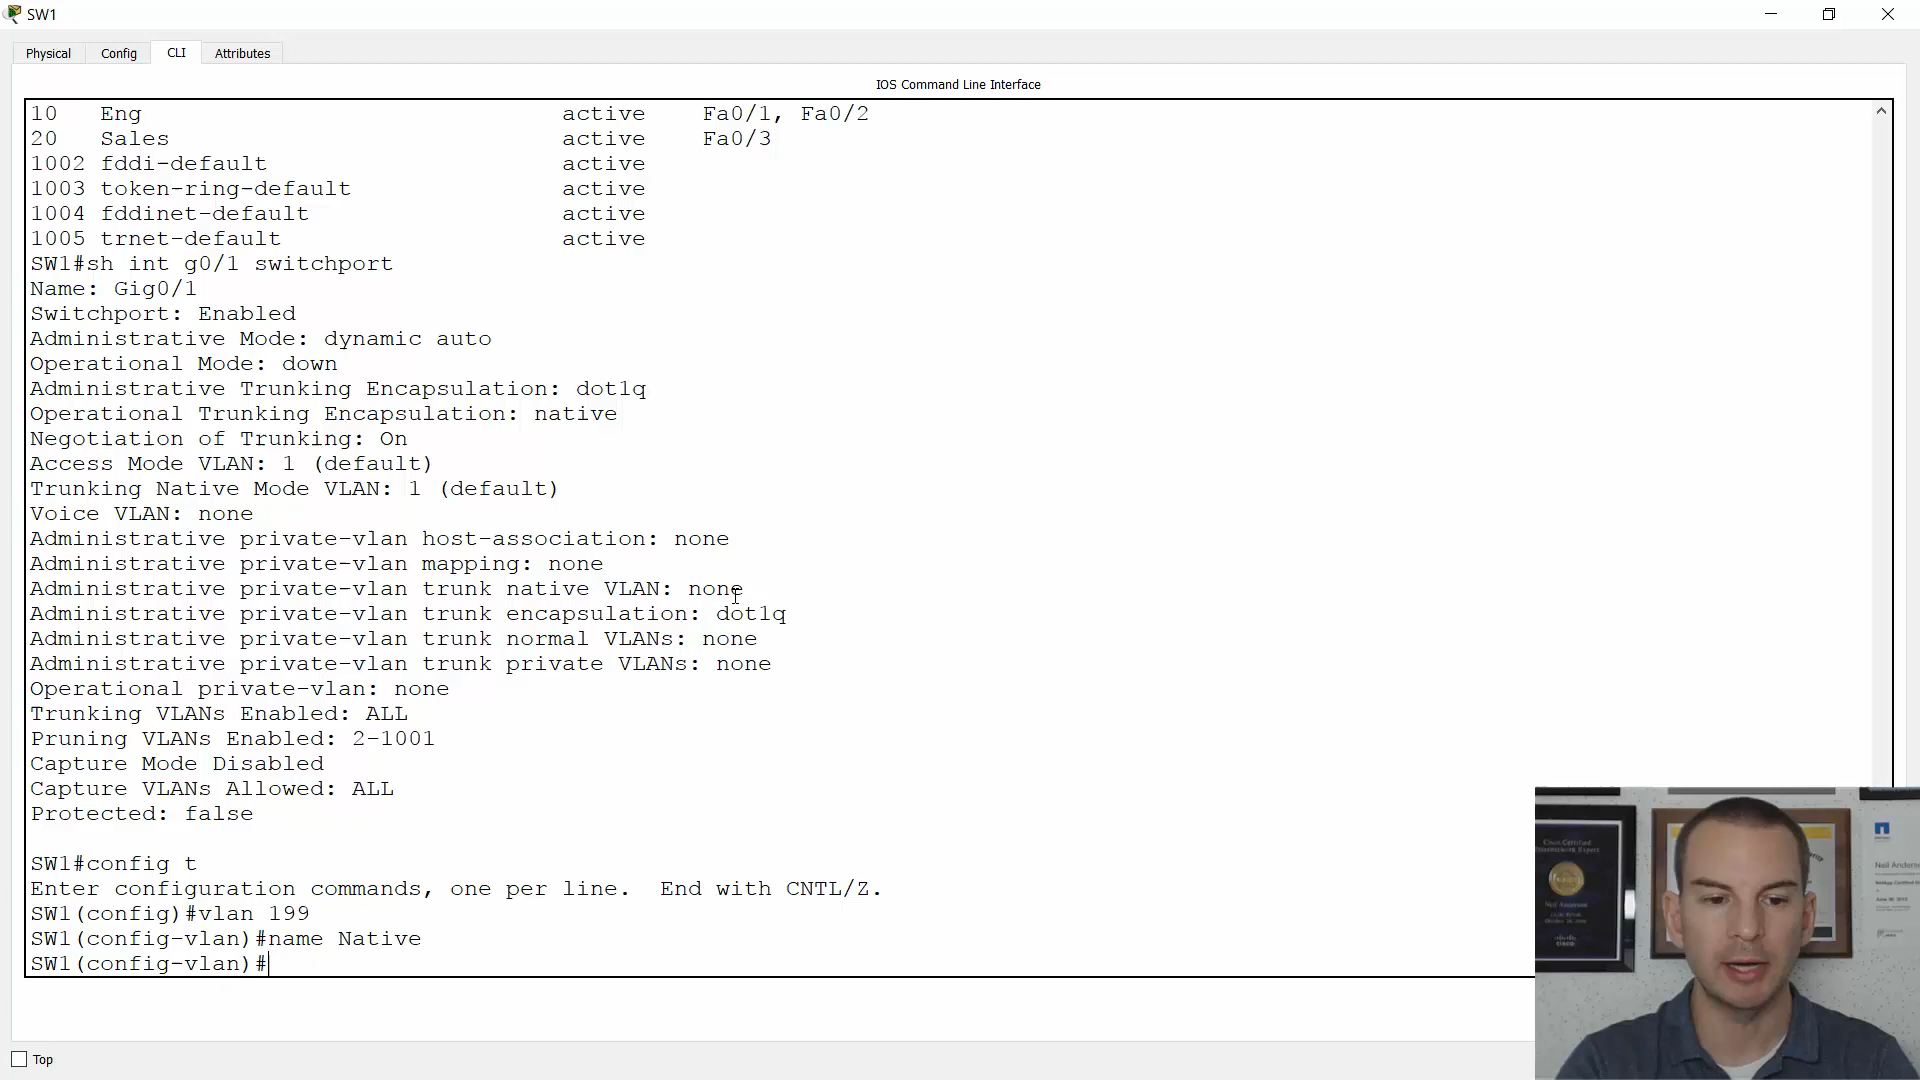 SW1
Physical
Config
CLI
Attributes
IOS Command Line Interface
10   Eng                              active    Fa0/1, Fa0/2
20   Sales                            active    Fa0/3
1002 fddi-default                     active
1003 token-ring-default               active
1004 fddinet-default                  active
1005 trnet-default                    active
SW1#sh int g0/1 switchport
Name: Gig0/1
Switchport: Enabled
Administrative Mode: dynamic auto
Operational Mode: down
Administrative Trunking Encapsulation: dot1q
Operational Trunking Encapsulation: native
Negotiation of Trunking: On
Access Mode VLAN: 1 (default)
Trunking Native Mode VLAN: 1 (default)
Voice VLAN: none
Administrative private-vlan host-association: none
Administrative private-vlan mapping: none
Administrative private-vlan trunk native VLAN: none
Administrative private-vlan trunk encapsulation: dot1q
Administrative private-vlan trunk normal VLANs: none
Administrative private-vlan trunk private VLANs: none
Operational private-vlan: none
Trunking VLANs Enabled: ALL
Pruning VLANs Enabled: 2-1001
Capture Mode Disabled
Capture VLANs Allowed: ALL
Protected: false
SW1#config t
Enter configuration commands, one per line.  End with CNTL/Z.
SW1(config)#vlan 199
SW1(config-vlan)#name Native
SW1(config-vlan)#
Top